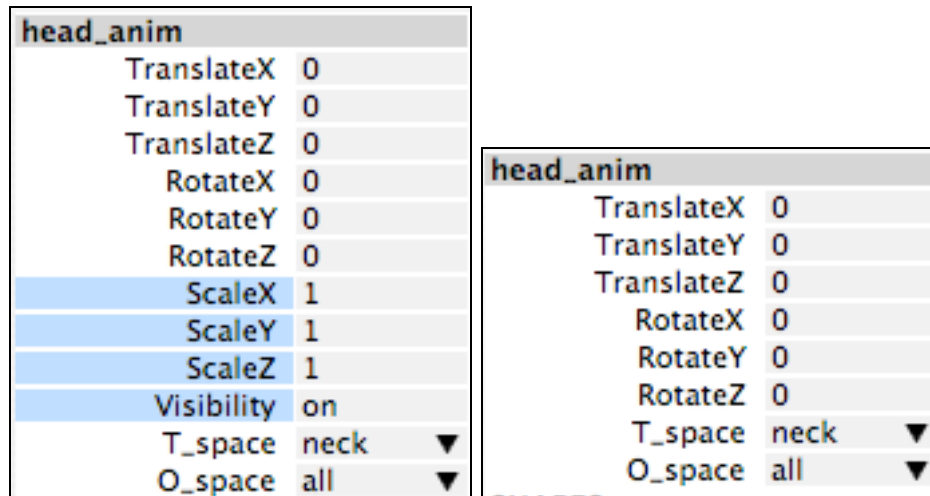 head_anim
TranslateX 0
TranslateY 0
TranslateZ 0
RotateX 0
RotateY 0
RotateZ 0
ScaleX 1
ScaleY 1
ScaleZ 1
Visibility on
T_space neck ▼
O_space all ▼
head_anim
TranslateX 0
TranslateY 0
TranslateZ 0
RotateX 0
RotateY 0
RotateZ 0
T_space neck ▼
O_space all ▼